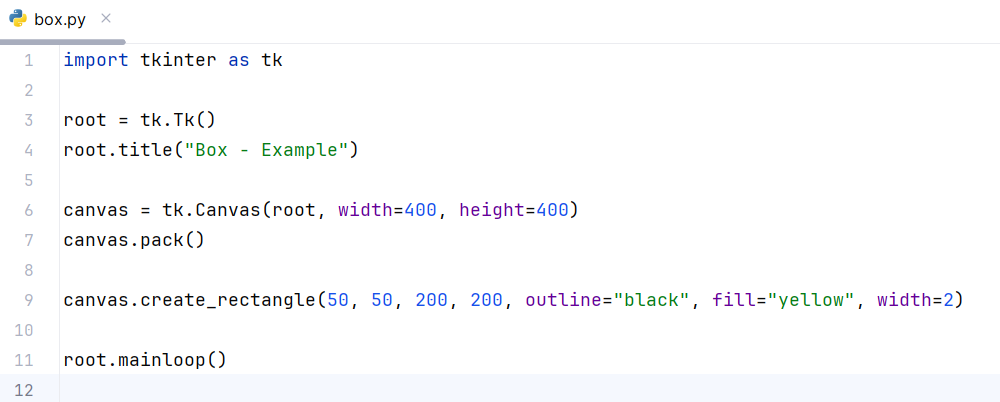 box.py
1 import tkinter as tk
2
3 root = tk.Tk()
4 root.title("Box - Example")
5
6 canvas = tk.Canvas(root, width=400, height=400)
7 canvas.pack()
8
9 canvas.create_rectangle(50, 50, 200, 200, outline="black", fill="yellow", width=2)
10
11 root.mainloop()
12